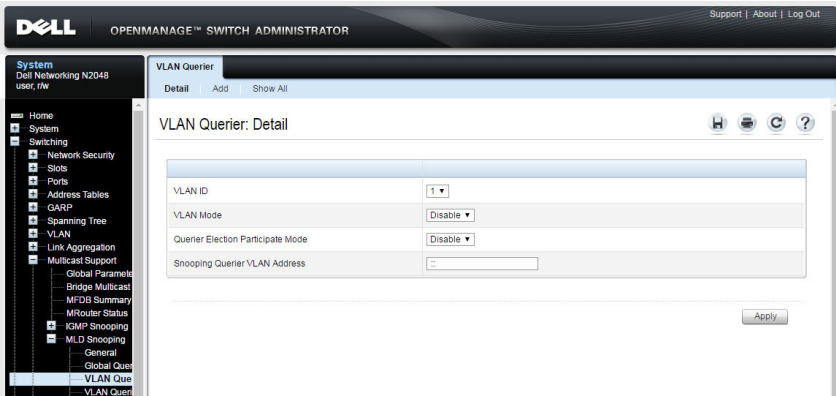 Support | About | Log Out
DELL
OPENMANAGE™ SWITCH ADMINISTRATOR
System
Dell Networking N2048
user, r/w
Home
System
Switching
Network Security
Slots
Ports
Address Tables
GARP
Spanning Tree
VLAN
Link Aggregation
Multicast Support
Global Paramete
Bridge Multicast
MFDB Summary
MRouter Status
IGMP Snooping
MLD Snooping
General
Global Quer
VLAN Que
VLAN Queri
VLAN Querier
Detail Add Show All
VLAN Querier: Detail
VLAN ID 1
VLAN Mode Disable
Querier Election Participate Mode Disable
Snooping Querier VLAN Address ::
Apply